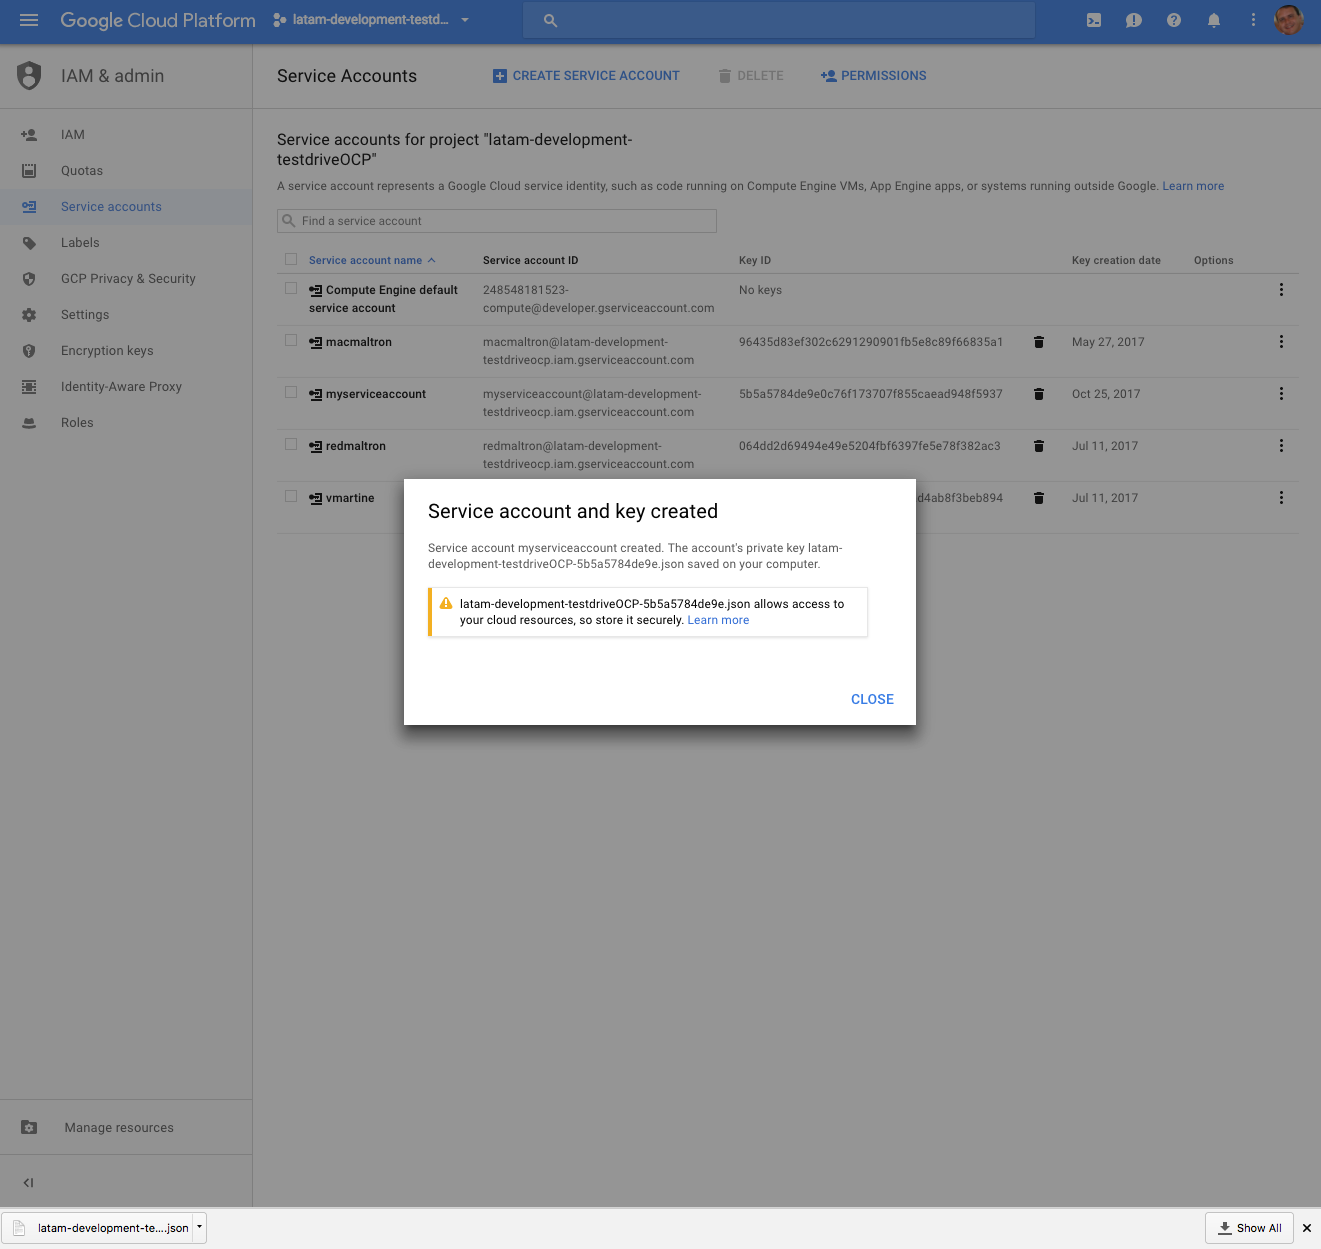 Google Cloud Platform
latam-development-testd...
IAM & admin
Service Accounts
CREATE SERVICE ACCOUNT
DELETE
PERMISSIONS
IAM
Quotas
Service accounts
Labels
GCP Privacy & Security
Settings
Encryption keys
Identity-Aware Proxy
Roles
Service accounts for project "latam-development-
testdriveOCP"
A service account represents a Google Cloud service identity, such as code running on Compute Engine VMs, App Engine apps, or systems running outside Google. Learn more
Find a service account
Service account name Service account ID Key ID Key creation date Options
Compute Engine default 248548181523- No keys
service account compute@developer.gserviceaccount.com
macmaltron macmaltron@latam-development- 96435d83ef302c6291290901fb5e8c89f66835a1 May 27, 2017
testdriveocp.iam.gserviceaccount.com
myserviceaccount myserviceaccount@latam-development- 5b5a5784de9e0c76f173707f855caead948f5937 Oct 25, 2017
testdriveocp.iam.gserviceaccount.com
redmaltron redmaltron@latam-development- 064dd2d69494e49e5204fbf6397fe5e78f382ac3 Jul 11, 2017
testdriveocp.iam.gserviceaccount.com
vmartine d4ab8f3beb894 Jul 11, 2017
Service account and key created
Service account myserviceaccount created. The account's private key latam-
development-testdriveOCP-5b5a5784de9e.json saved on your computer.
latam-development-testdriveOCP-5b5a5784de9e.json allows access to
your cloud resources, so store it securely. Learn more
CLOSE
Manage resources
latam-development-te....json
Show All